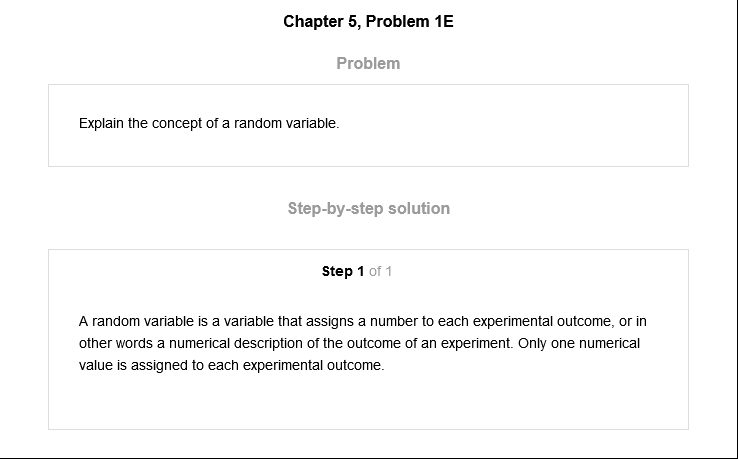 Chapter 5, Problem 1E
Problem
Explain the concept of a random variable.
Step-by-step solution
Step 1 of 1
A random variable is a variable that assigns a number to each experimental outcome, or in
other words a numerical description of the outcome of an experiment. Only one numerical
value is assigned to each experimental outcome.